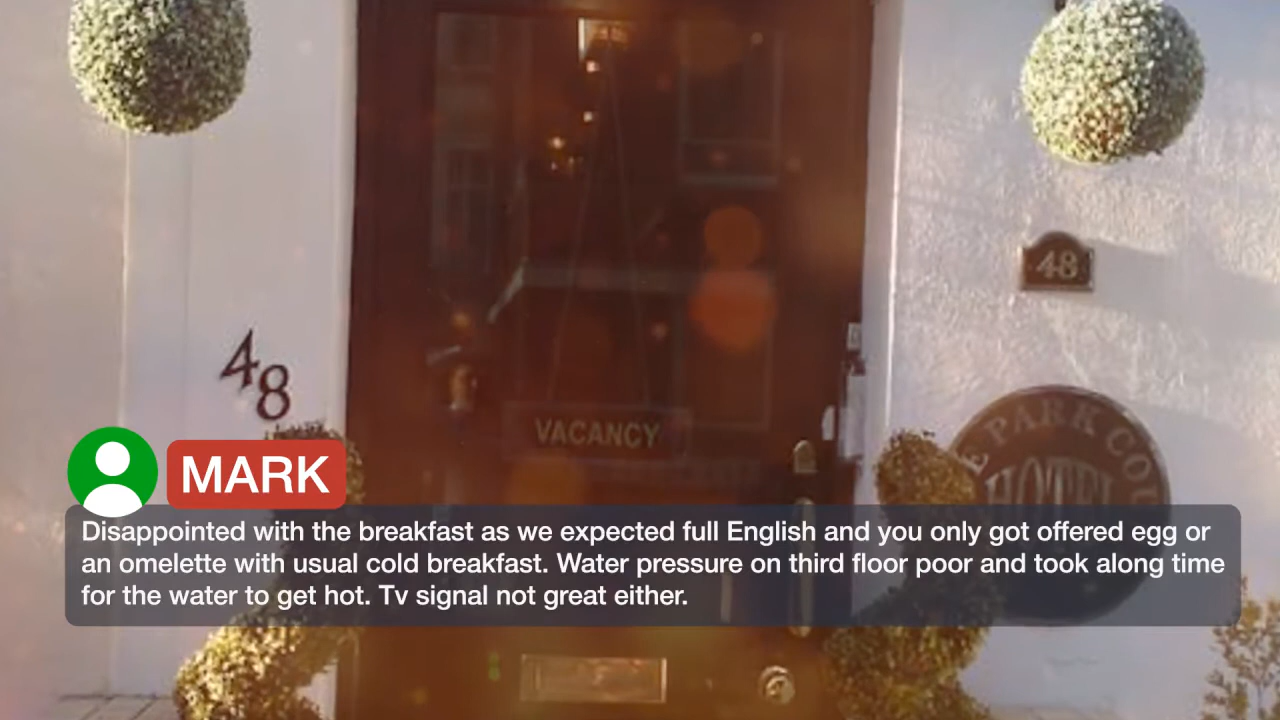 48
48
VACANCY
PARK
HOTEL
MARK
Disappointed with the breakfast as we expected full English and you only got offered egg or
an omelette with usual cold breakfast. Water pressure on third floor poor and took along time
for the water to get hot. Tv signal not great either.